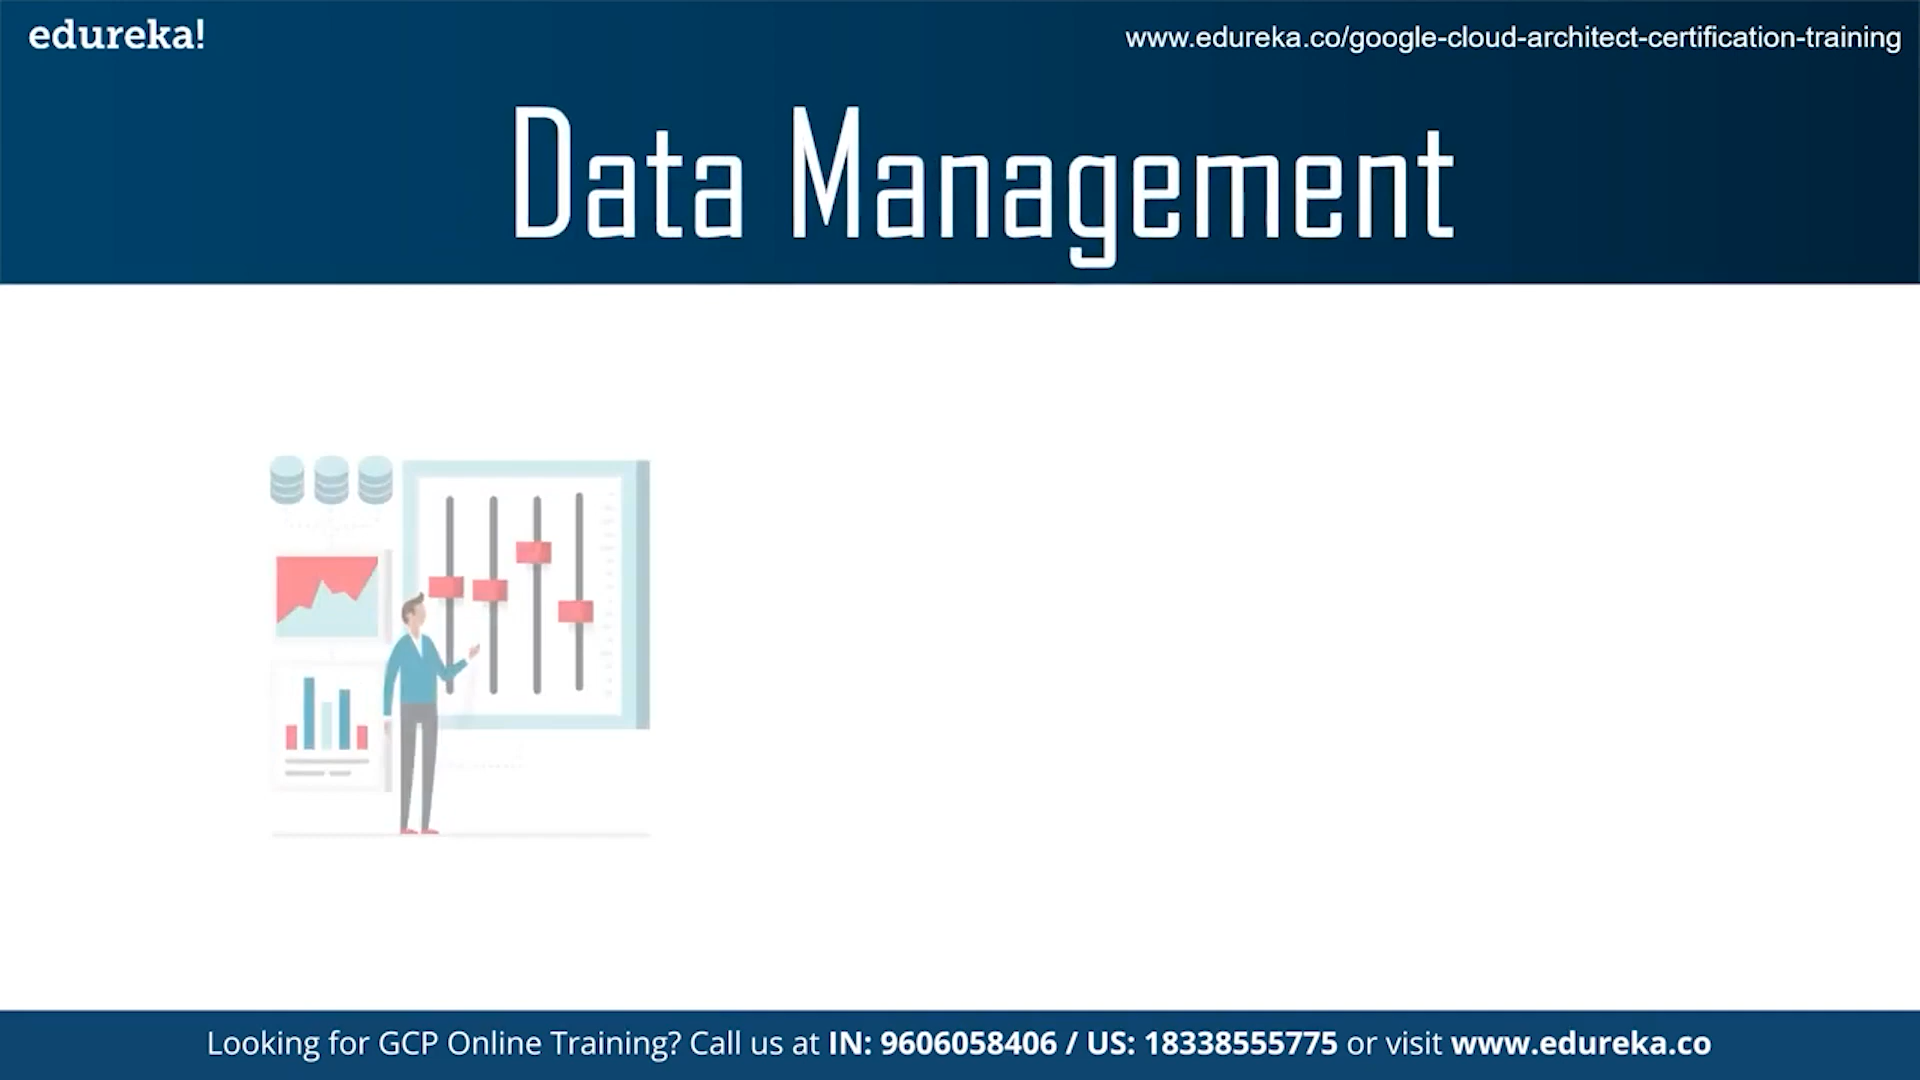 edureka!
www.edureka.co/google-cloud-architect-certification-training
Data Management
Looking for GCP Online Training? Call us at IN: 9606058406 / US: 18338555775 or visit www.edureka.co